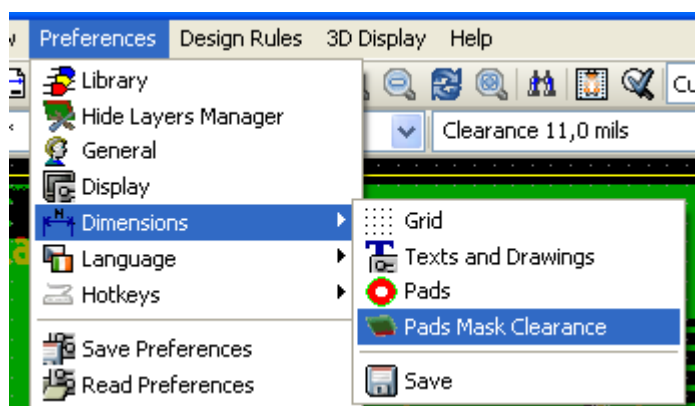 Preferences Design Rules 3D Display Help
Library
Hide Layers Manager
Clearance 11,0 mils
General
Display
Dimensions
Grid
Language
Texts and Drawings
Hotkeys
Pads
Pads Mask Clearance
Save Preferences
Read Preferences
Save